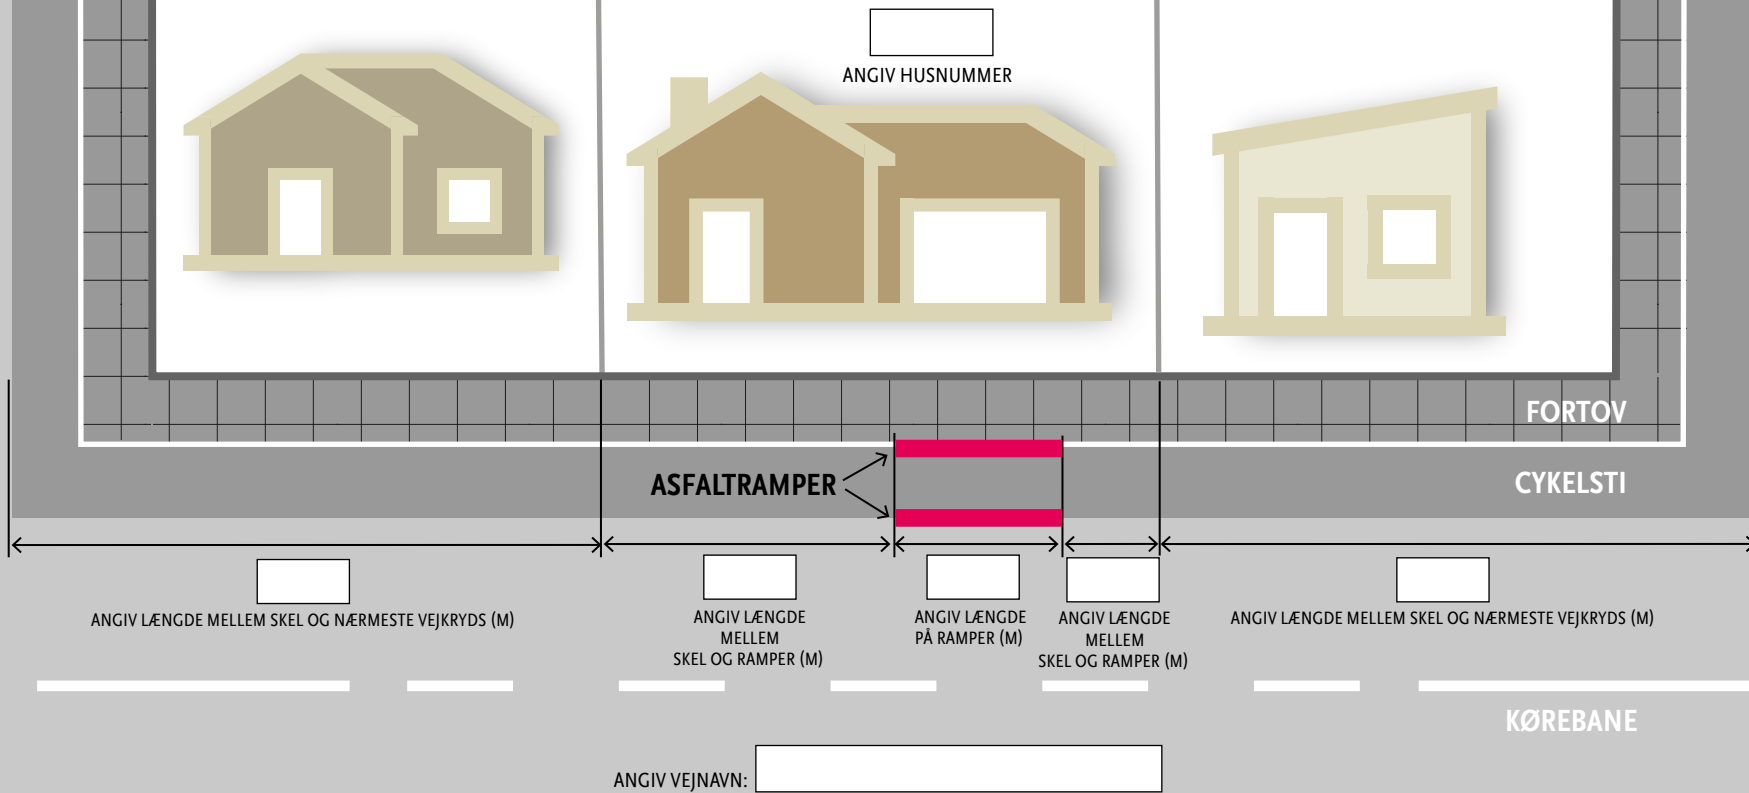 ANGIV HUSNUMMER
FORTOV
CYKELSTI
ASFALTRAMPER
ANGIV LÆNGDE MELLEM SKEL OG NÆRMESTE VEJKRYDS (M)
ANGIV LÆNGDE
MELLEM
SKEL OG RAMPER (M)
ANGIV LÆNGDE
PÅ RAMPER (M)
ANGIV LÆNGDE
MELLEM
SKEL OG RAMPER (M)
ANGIV LÆNGDE MELLEM SKEL OG NÆRMESTE VEJKRYDS (M)
KØREBANE
ANGIV VEJNAVN: